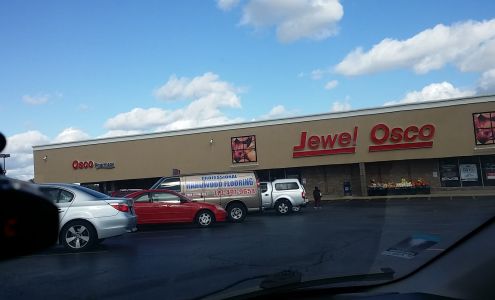 Jewel Osco
Osco Pharmacy
PROFESSIONAL
HARDWOOD FLOORING